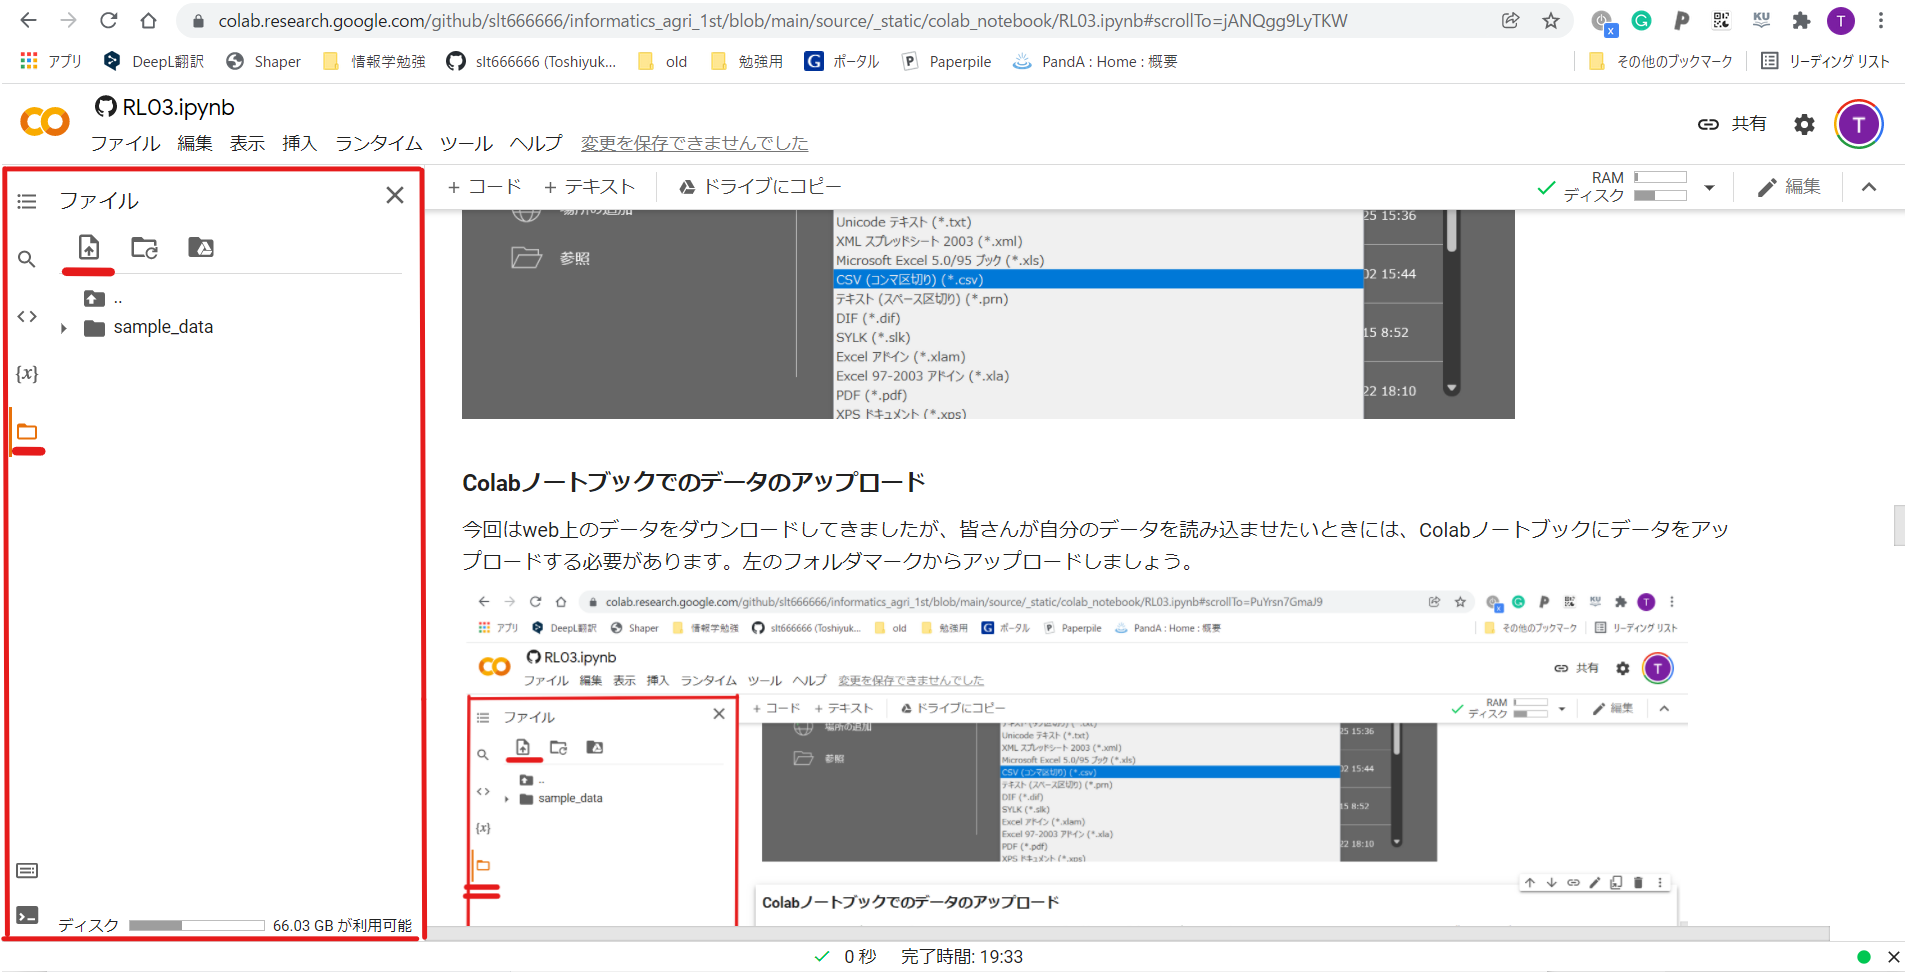 colab.research.google.com/github/slt666666/informatics_agri_1st/blob/main/source/_static/colab_notebook/RL03.ipynb#scrollTo=jANQgg9LyTKW
アプリ DeepL翻訳 Shaper 情報学勉強 slt666666 (Toshiyuk... old 勉強用 ポータル Paperpile PandA : Home : 概要 その他のブックマーク リーディング リスト
RL03.ipynb
ファイル 編集 表示 挿入 ランタイム ツール ヘルプ 変更を保存できませんでした
共有 T
ファイル
+ コード + テキスト ドライブにコピー
RAM
ディスク
編集
..
sample_data
{x}
ディスク 66.03 GB が利用可能
場所の追加
参照
Unicode テキスト (*.txt)
XML スプレッドシート 2003 (*.xml)
Microsoft Excel 5.0/95 ブック (*.xls)
CSV (コンマ区切り) (*.csv)
テキスト (スペース区切り) (*.prn)
DIF (*.dif)
SYLK (*.slk)
Excel アドイン (*.xlam)
Excel 97-2003 アドイン (*.xla)
PDF (*.pdf)
XPS ドキュメント (*.xps)
25 15:36
02 15:44
15 8:52
22 18:10
Colabノートブックでのデータのアップロード
今回はweb上のデータをダウンロードしてきましたが、皆さんが自分のデータを読み込ませたいときには、Colabノートブックにデータをアッ
プロードする必要があります。左のフォルダマークからアップロードしましょう。
colab.research.google.com/github/slt666666/informatics_agri_1st/blob/main/source/_static/colab_notebook/RL03.ipynb#scrollTo=PuYrsn7GmaJ9
アプリ DeepL翻訳 Shaper 情報学勉強 slt666666 (Toshiyuk... old 勉強用 ポータル Paperpile PandA : Home : 概要 その他のブックマーク リーディング リスト
RL03.ipynb
ファイル 編集 表示 挿入 ランタイム ツール ヘルプ 変更を保存できませんでした
共有 T
ファイル
+ コード + テキスト ドライブにコピー
RAM
ディスク
編集
..
sample_data
{x}
場所の追加
参照
テキスト (スペース区切り) (*.prn)
Unicode テキスト (*.txt)
XML スプレッドシート 2003 (*.xml)
Microsoft Excel 5.0/95 ブック (*.xls)
CSV (コンマ区切り) (*.csv)
テキスト (スペース区切り) (*.prn)
DIF (*.dif)
SYLK (*.slk)
Excel アドイン (*.xlam)
Excel 97-2003 アドイン (*.xla)
PDF (*.pdf)
XPS ドキュメント (*.xps)
25 15:36
02 15:44
15 8:52
22 18:10
Colabノートブックでのデータのアップロード
0 秒 完了時間: 19:33